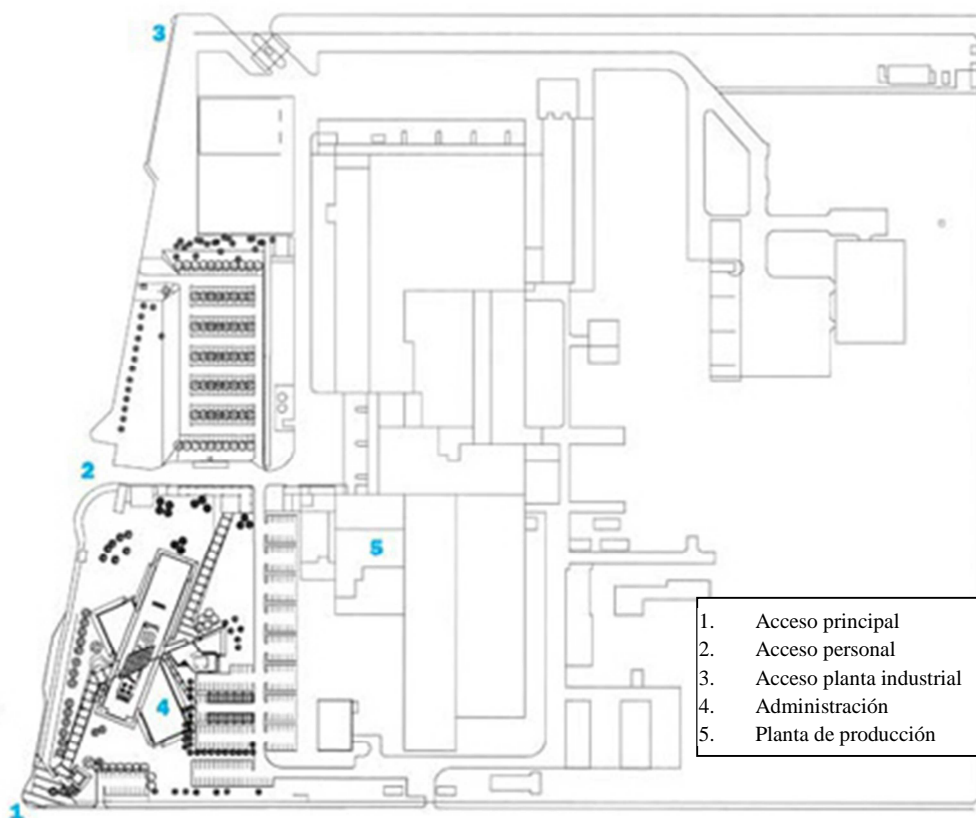 3
2
5
4
1
1. Acceso principal
2. Acceso personal
3. Acceso planta industrial
4. Administración
5. Planta de producción